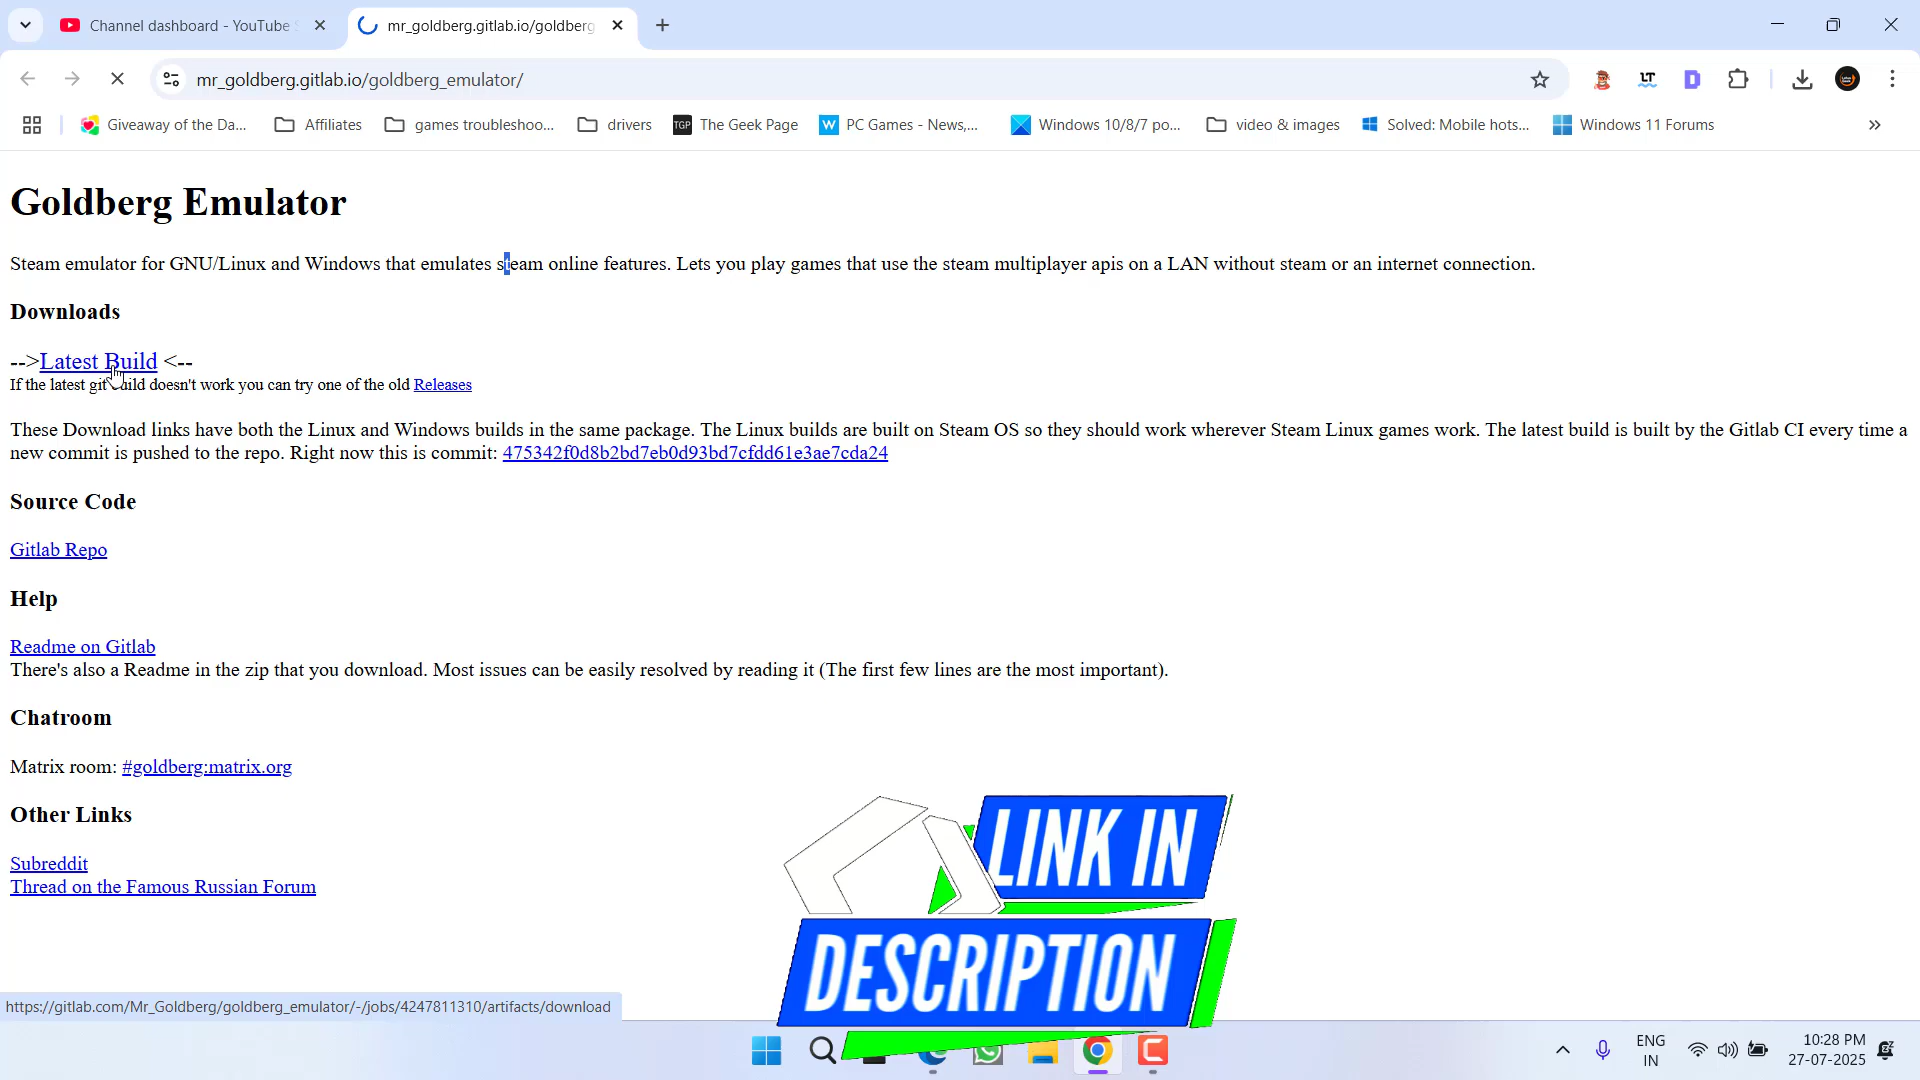 Channel dashboard - YouTube S
mr_goldberg.gitlab.io/goldberg
mr_goldberg.gitlab.io/goldberg_emulator/
Giveaway of the Da...
Affiliates
games troubleshoo...
drivers
TGP The Geek Page
W PC Games - News,...
Windows 10/8/7 po...
video & images
Solved: Mobile hots...
Windows 11 Forums
Goldberg Emulator
Steam emulator for GNU/Linux and Windows that emulates steam online features. Lets you play games that use the steam multiplayer apis on a LAN without steam or an internet connection.
Downloads
-->Latest Build <--
If the latest git build doesn't work you can try one of the old Releases
These Download links have both the Linux and Windows builds in the same package. The Linux builds are built on Steam OS so they should work wherever Steam Linux games work. The latest build is built by the Gitlab CI every time a
new commit is pushed to the repo. Right now this is commit: 475342f0d8b2bd7eb0d93bd7cfdd61e3ae7cda24
Source Code
Gitlab Repo
Help
Readme on Gitlab
There's also a Readme in the zip that you download. Most issues can be easily resolved by reading it (The first few lines are the most important).
Chatroom
Matrix room: #goldberg:matrix.org
Other Links
Subreddit
Thread on the Famous Russian Forum
LINK IN
DESCRIPTION
https://gitlab.com/Mr_Goldberg/goldberg_emulator/-/jobs/4247811310/artifacts/download
ENG
IN
10:28 PM
27-07-2025